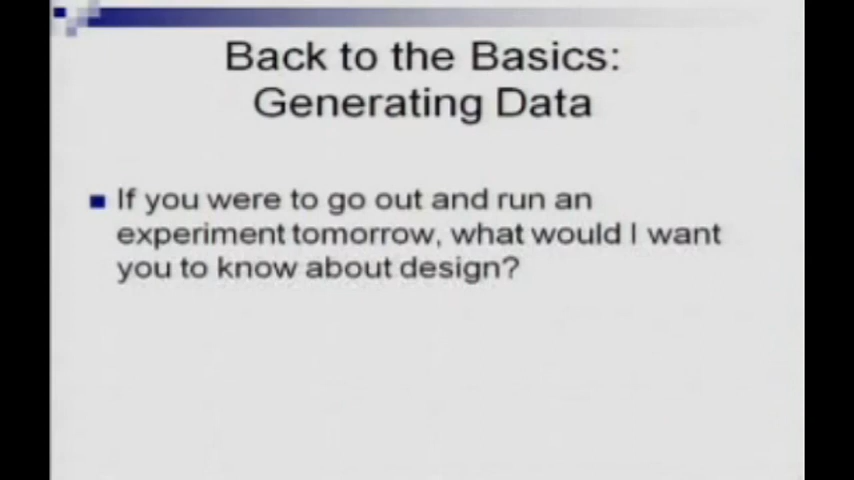 Back to the Basics:
Generating Data
If you were to go out and run an
experiment tomorrow, what would I want
you to know about design?